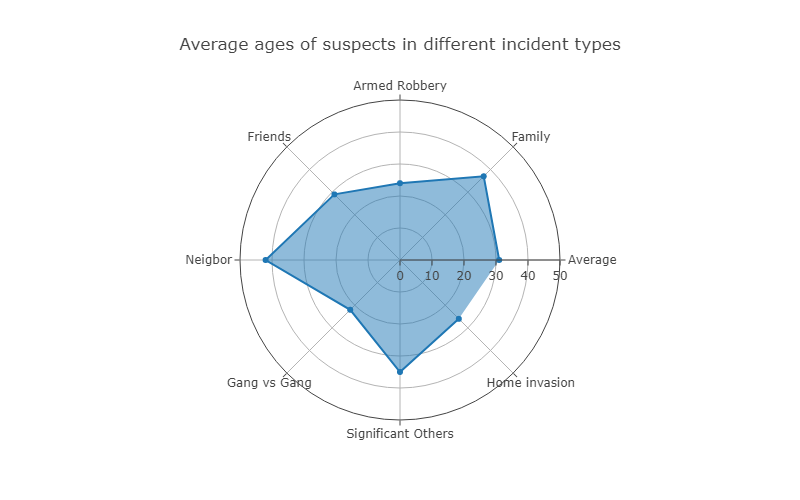 Average ages of suspects in different incident types
Armed Robbery
Friends
Family
Neigbor
Average
0 10 20 30 40 50
Gang vs Gang
Home invasion
Significant Others